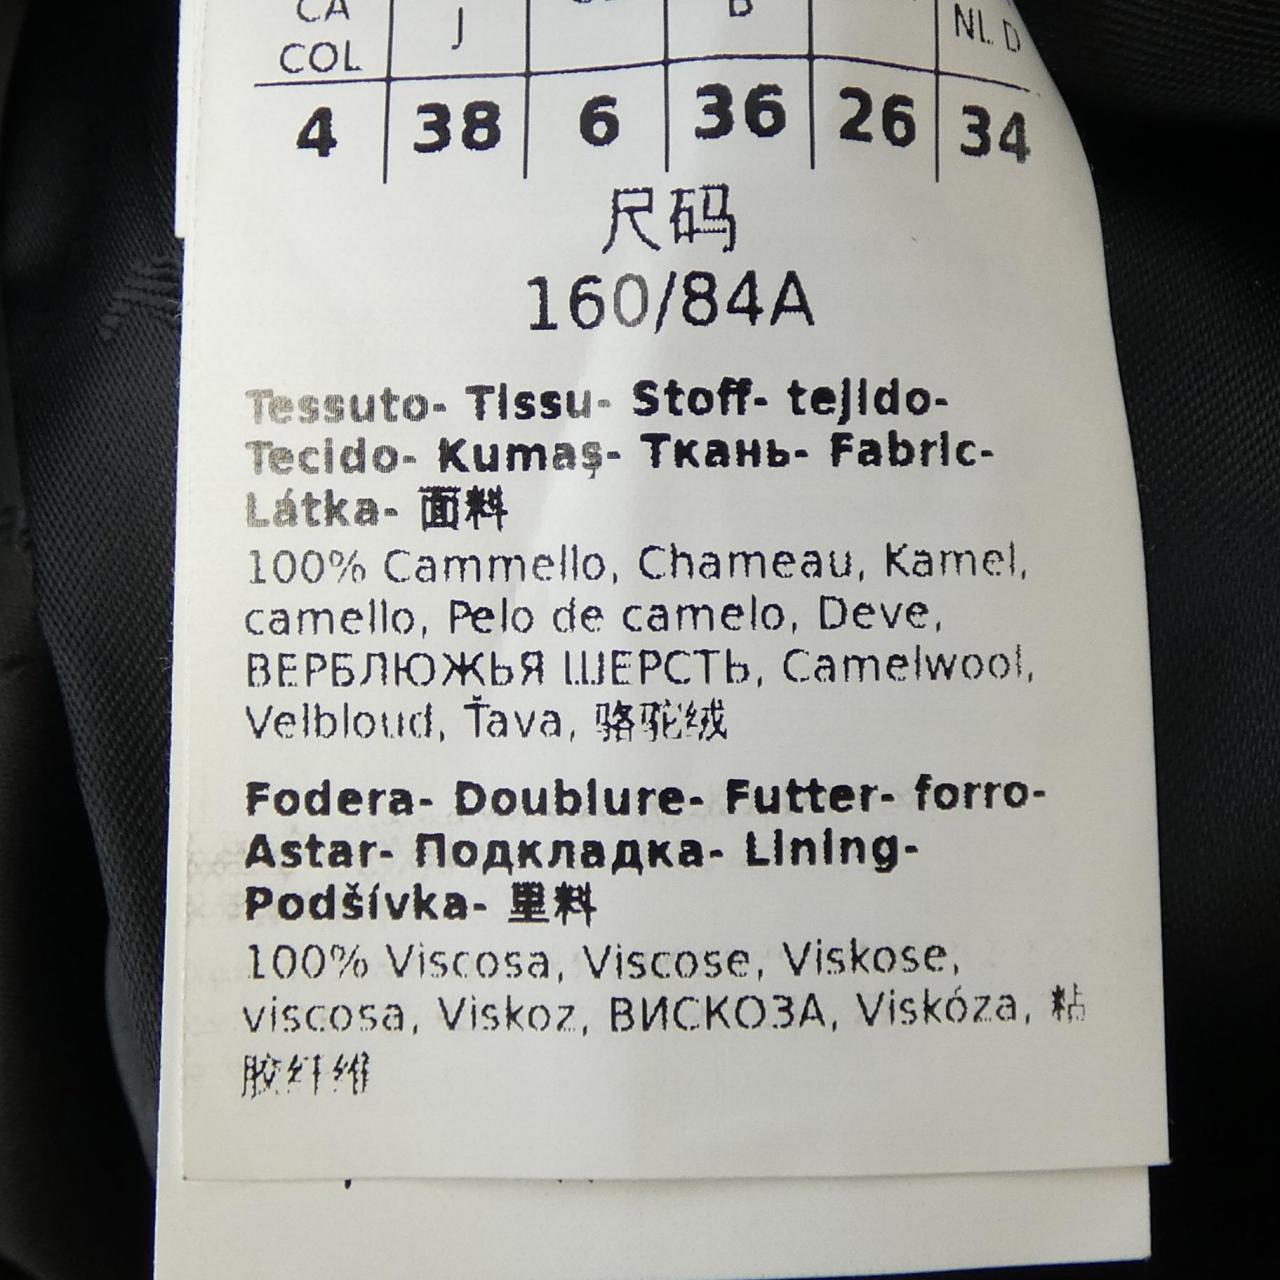 CA
COL
J
B
NL D
4 38 6 36 26 34
尺码
160/84A
Tessuto- Tissu- Stoff- tejido-
Tecido- Kumaş- Ткань- Fabric-
Látka- 面料
100% Cammello, Chameau, Kamel,
camello, Pelo de camelo, Deve,
ВЕРБЛЮЖЬЯ ШЕРСТЬ, Camelwool,
Velbloud, Ťava, 骆驼绒
Fodera- Doublure- Futter- forro-
Astar- Подкладка- Lining-
Podšívka- 里料
100% Viscosa, Viscose, Viskose,
viscosa, Viskoz, ВИСКОЗА, Viskóza, 粘
胶纤维